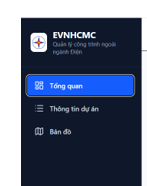 EVNHCMC
Quản lý công trình ngoài
ngành Điện
Tổng quan
Thông tin dự án
Bản đồ